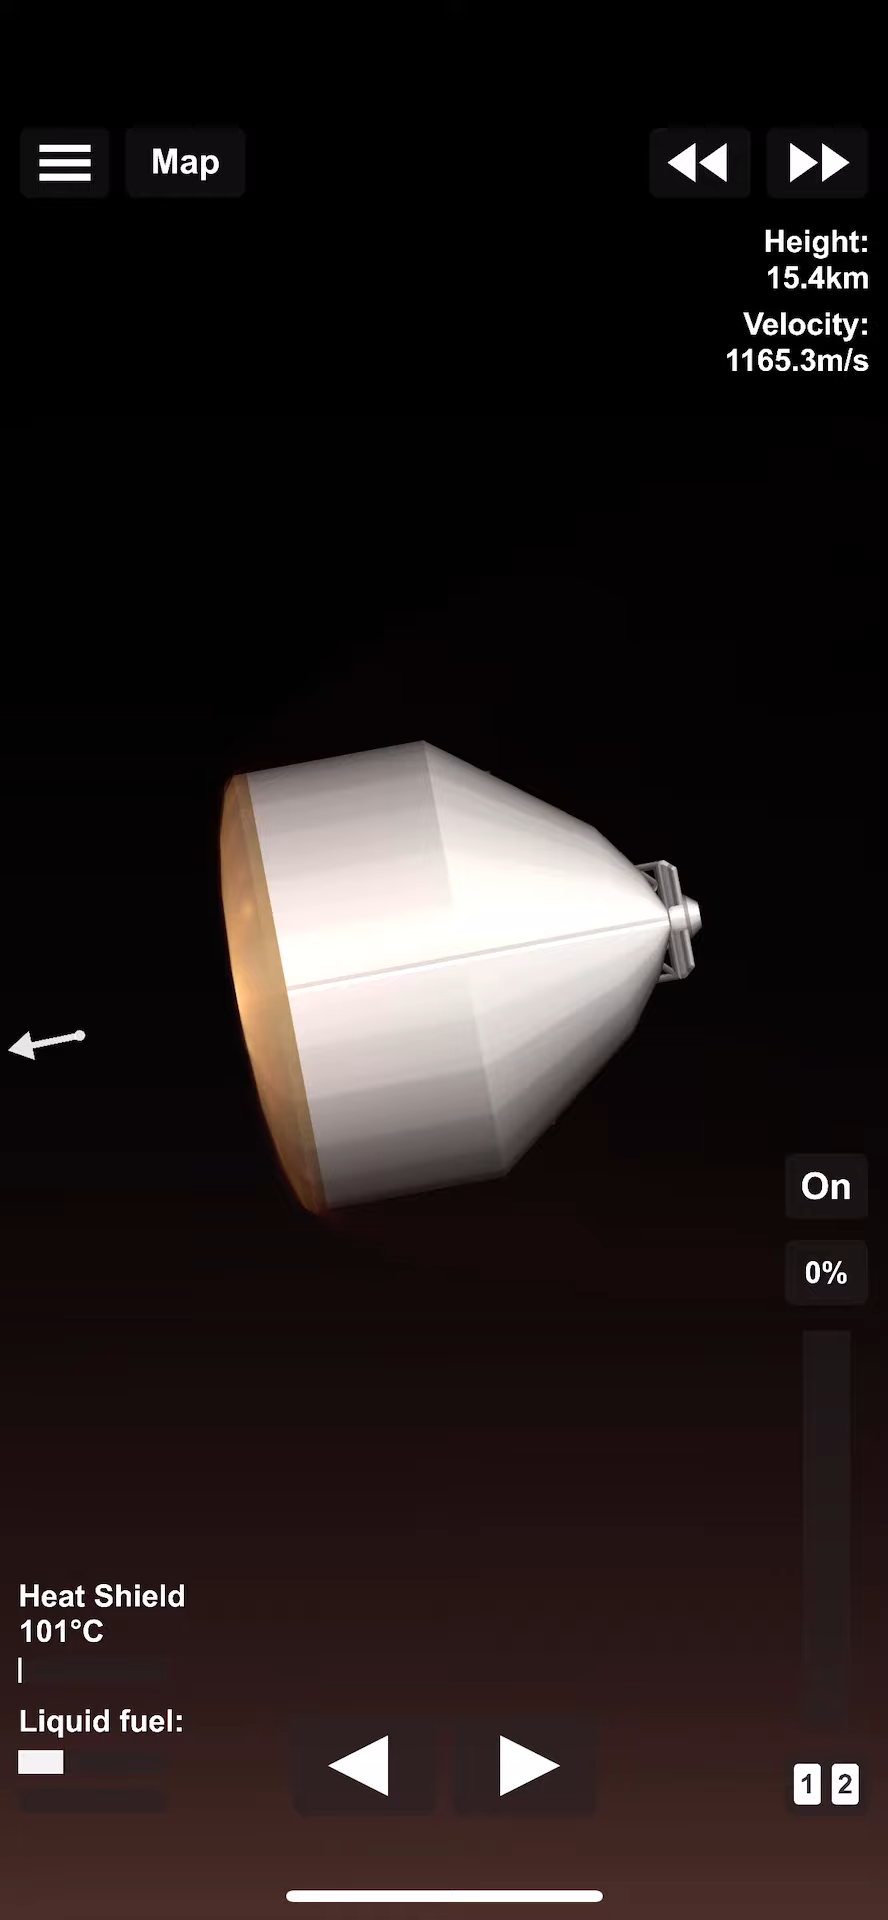 Map
Height:
15.4km
Velocity:
1165.3m/s
On
0%
Heat Shield
101°C
Liquid fuel:
1 2